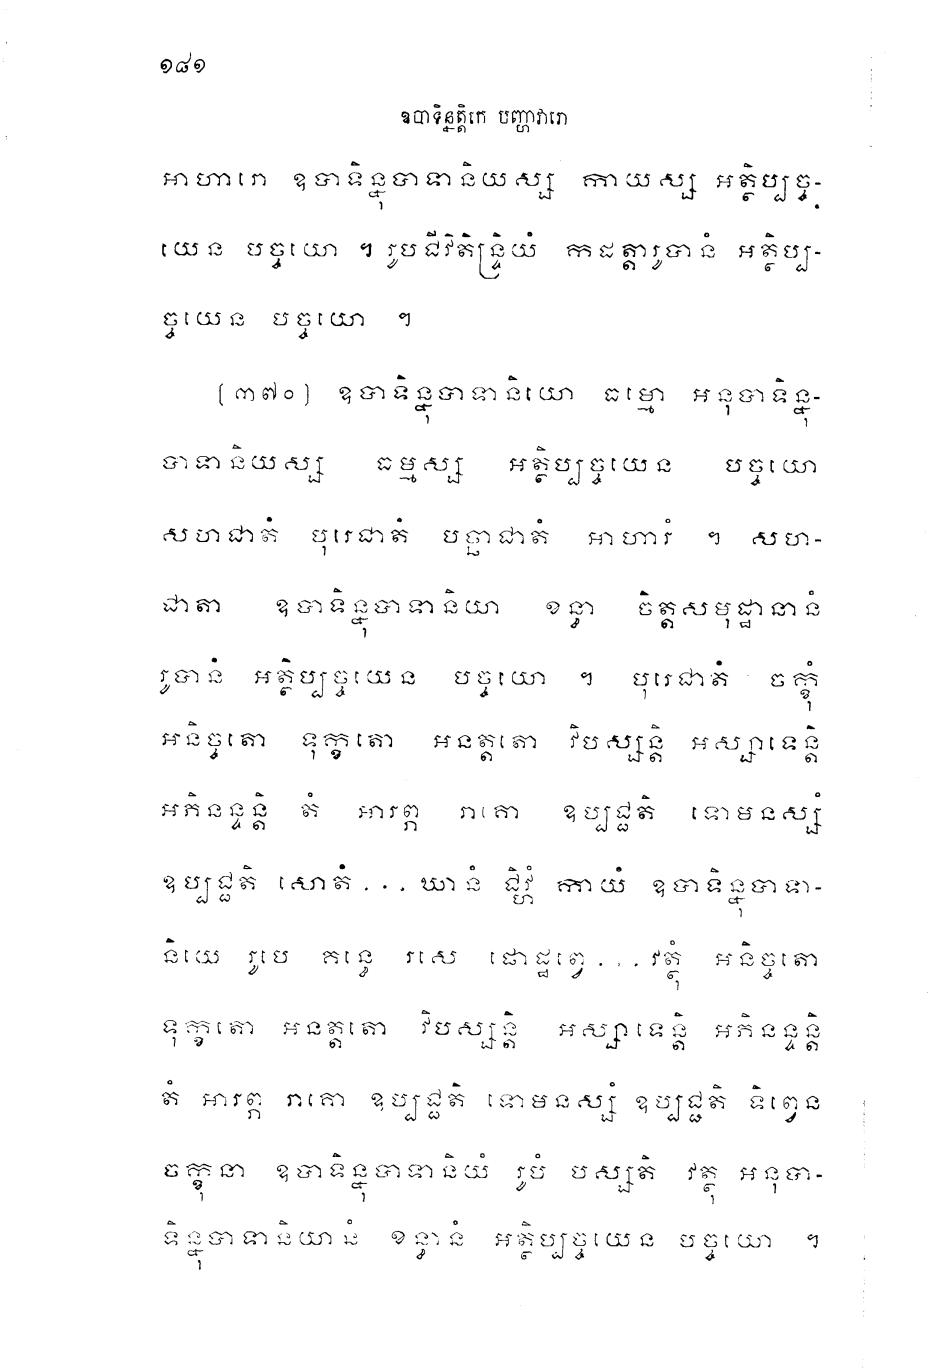 ១៨១
ឧបាទិន្នត្តិកេ បញ្ហាវារោ
អាហារោ ឧបាទិន្នុបាទានិយស្ស កាយស្ស អត្ថិប្បច្ច-
យេន បច្ចយោ ។ រូបជីវិតិន្ទ្រិយំ កដត្តារូបានំ អត្ថិប្ប-
ច្ចយេន បច្ចយោ ។
[៣៧០] ឧបាទិន្នុបាទានិយោ ធម្មោ អនុបាទិន្នុ-
បាទានិយស្ស ធម្មស្ស អត្ថិប្បច្ចយេន បច្ចយោ
សហជាតំ បុរេជាតំ បច្ឆាជាតំ អាហារំ ។ សហ-
ជាតា ឧបាទិន្នុបាទានិយា ខន្ធា ចិត្តសមុដ្ឋានានំ
រូបានំ អត្ថិប្បច្ចយេន បច្ចយោ ។ បុរេជាតំ ចក្ខុំ
អនិច្ចតោ ទុក្ខតោ អនត្តតោ វិបស្សន្តិ អស្សាទេន្តិ
អភិនន្ទន្តិ តំ អារព្ភ រាគោ ឧប្បជ្ជតិ ទោមនស្សំ
ឧប្បជ្ជតិ សោតំ...ឃានំ ជិវ្ហំ កាយំ ឧបាទិន្នុបាទា-
និយេ រូបេ គន្ធេ រសេ ផោដ្ឋព្វេ...វត្ថុំ អនិច្ចតោ
ទុក្ខតោ អនត្តតោ វិបស្សន្តិ អស្សាទេន្តិ អភិនន្ទន្តិ
តំ អារព្ភ រាគោ ឧប្បជ្ជតិ ទោមនស្សំ ឧប្បជ្ជតិ ទិព្វេន
ចក្ខុនា ឧបាទិន្នុបាទានិយំ រូបំ បស្សតិ វត្ថុ អនុបា-
ទិន្នុបាទានិយានំ ខន្ធានំ អត្ថិប្បច្ចយេន បច្ចយោ ។